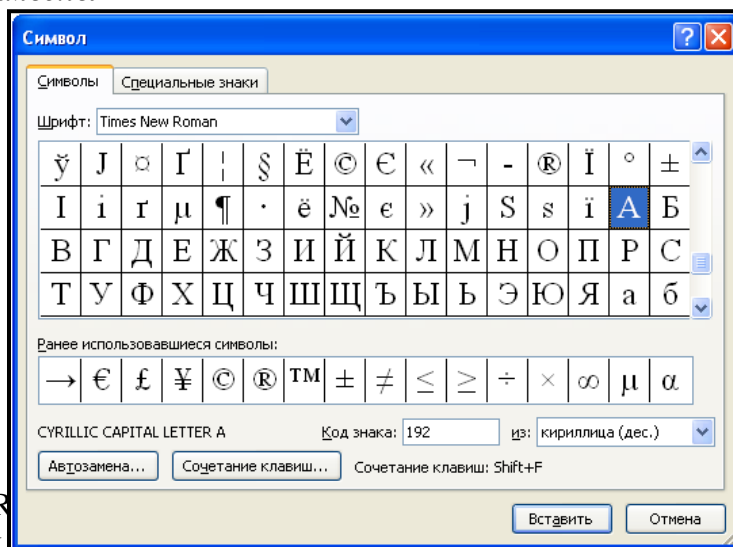 Символ
Символы Специальные знаки
Шрифт: Times New Roman
ў Ј ¤ Ґ ¦ § Ё © Є « ¬ - ® Ї ° ±
І і ґ µ ¶ · ё № є » ј Ѕ ѕ ї А Б
В Г Д Е Ж З И Й К Л М Н О П Р С
Т У Ф Х Ц Ч Ш Щ Ъ Ы Ь Э Ю Я а б
Ранее использовавшиеся символы:
→ € £ ¥ © ® ™ ± ≠ ≤ ≥ ÷ × ∞ µ α
CYRILLIC CAPITAL LETTER A Код знака: 192 из: кириллица (дес.)
Автозамена... Сочетание клавиш... Сочетание клавиш: Shift+F
R
Вставить Отмена